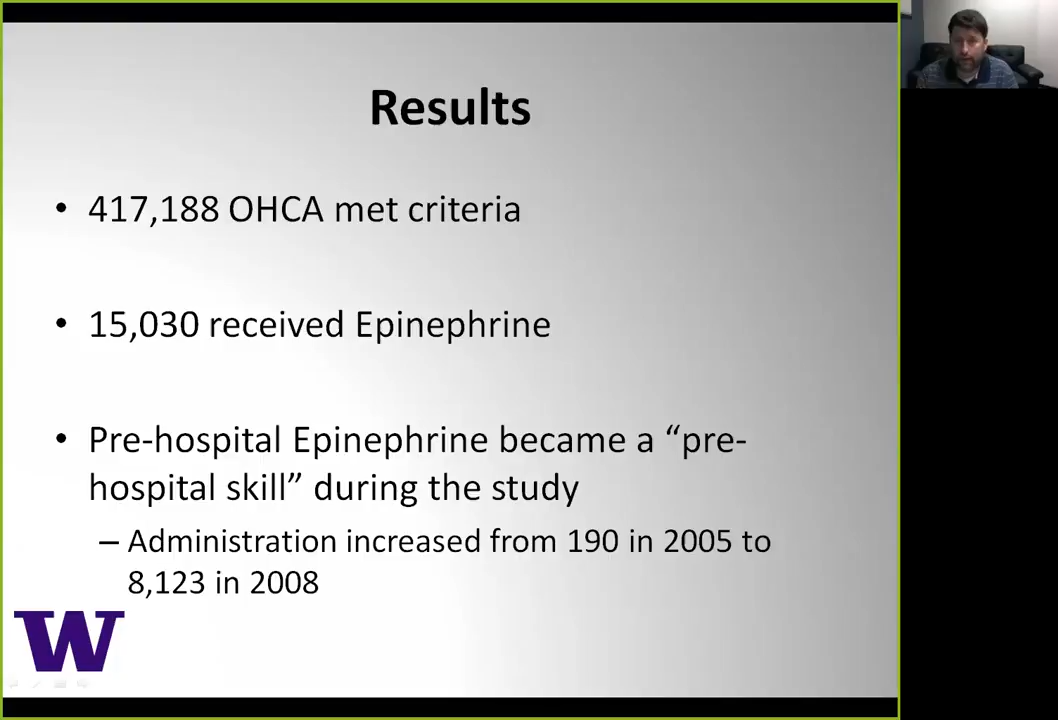 Results
• 417,188 OHCA met criteria
• 15,030 received Epinephrine
• Pre-hospital Epinephrine became a “pre-
hospital skill” during the study
– Administration increased from 190 in 2005 to
8,123 in 2008
W